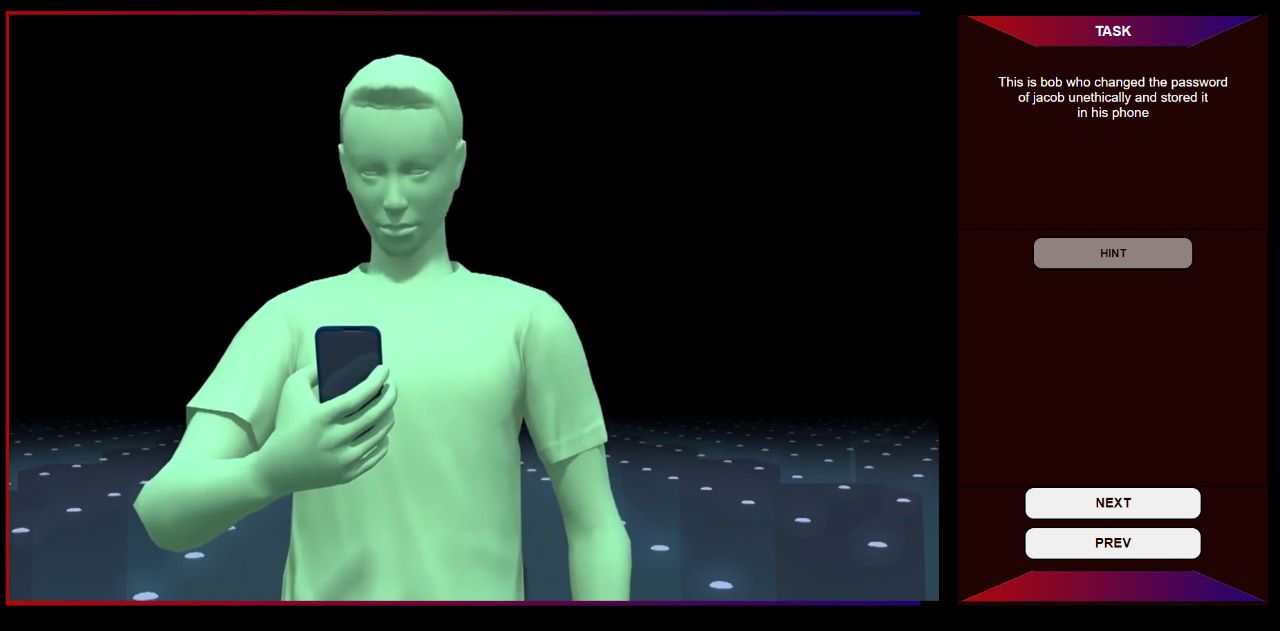 TASK
This is bob who changed the password
of jacob unethically and stored it
in his phone
HINT
NEXT
PREV